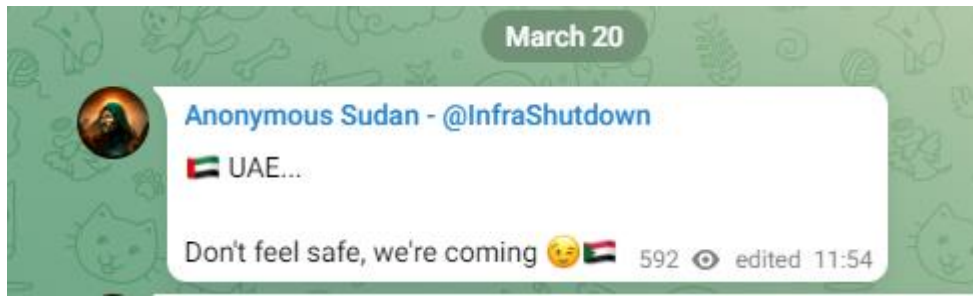 March 20
Anonymous Sudan - @InfraShutdown
🇦🇪 UAE...
Don't feel safe, we're coming 😉🇸🇩 592 edited 11:54